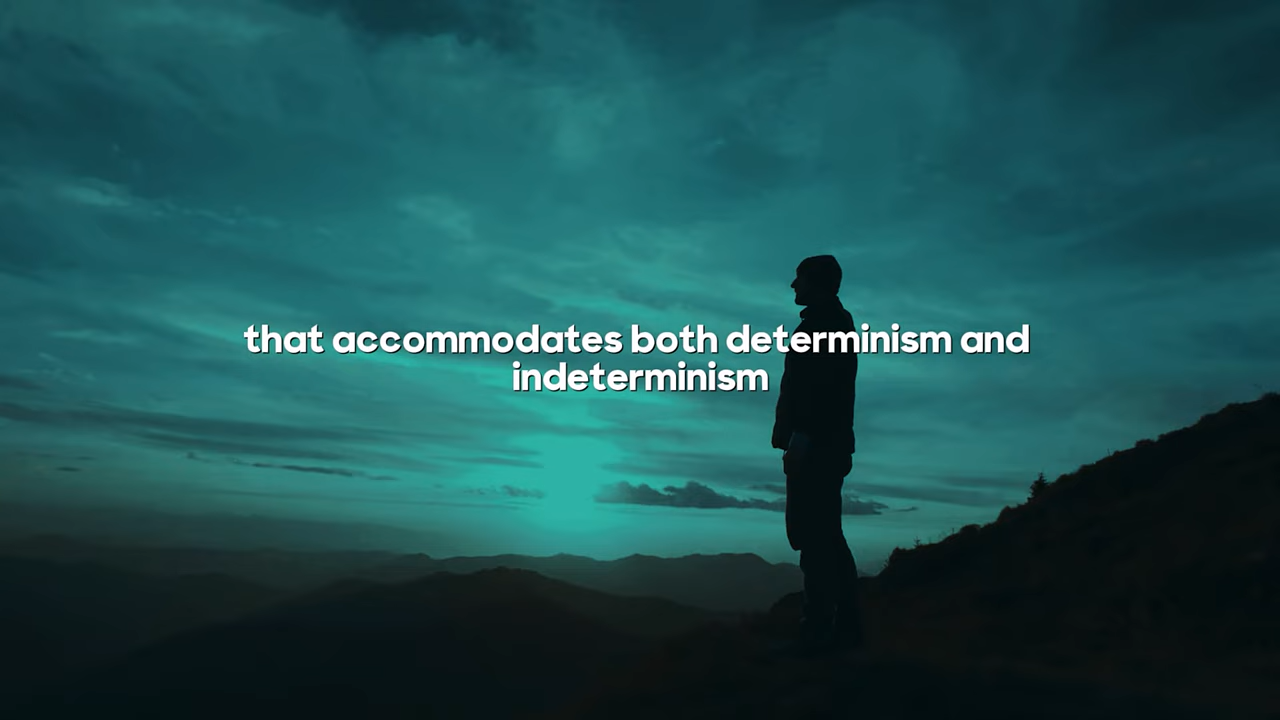 that accommodates both determinism and
indeterminism